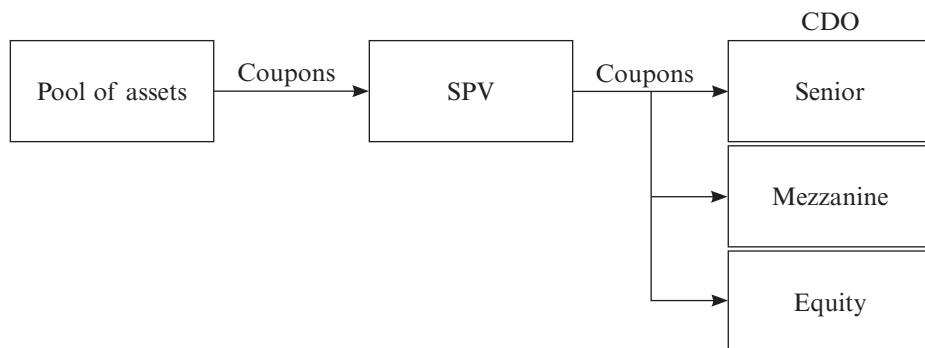 CDO
Pool of assets
Coupons
SPV
Coupons
Senior
Mezzanine
Equity